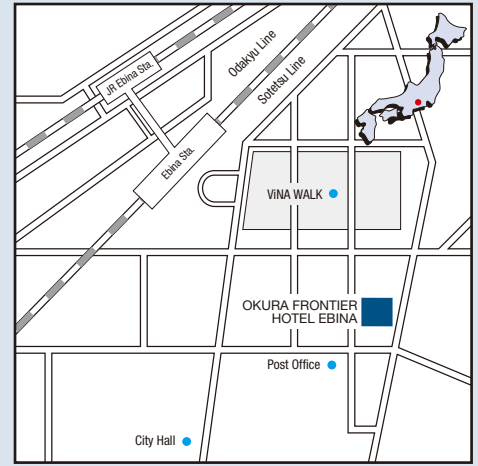 JR Ebina Sta.
Odakyu Line
Sotetsu Line
Ebina Sta.
ViNA WALK
OKURA FRONTIER
HOTEL EBINA
Post Office
City Hall